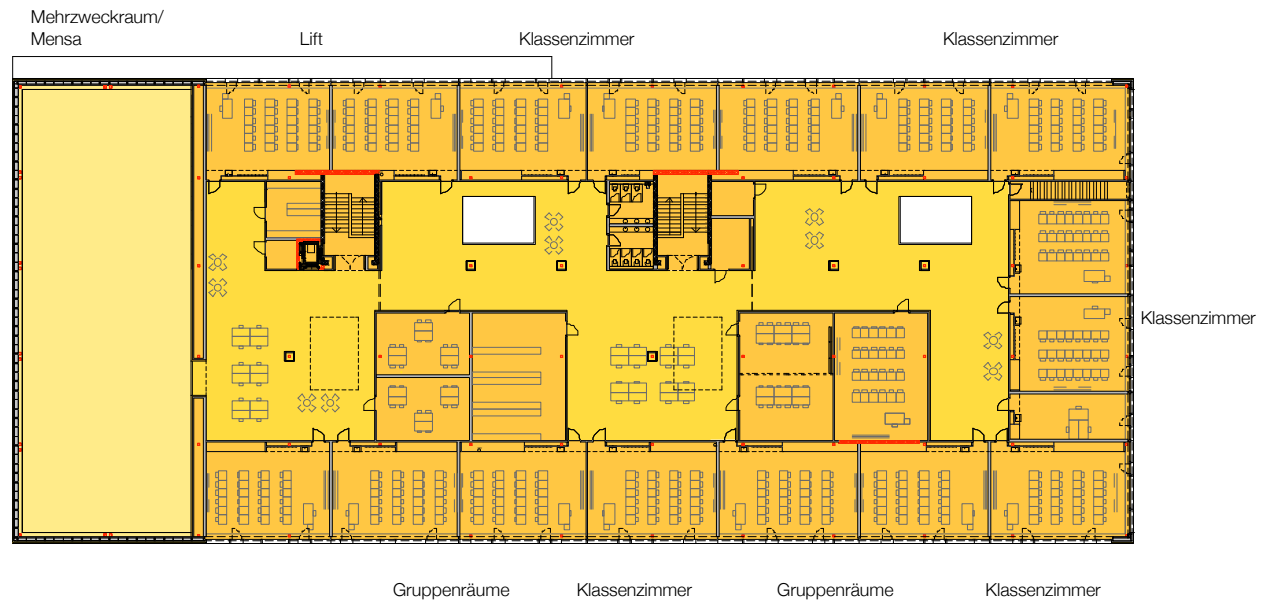 Mehrzweckraum/
Mensa
Lift
Klassenzimmer
Klassenzimmer
Klassenzimmer
Gruppenräume
Klassenzimmer
Gruppenräume
Klassenzimmer